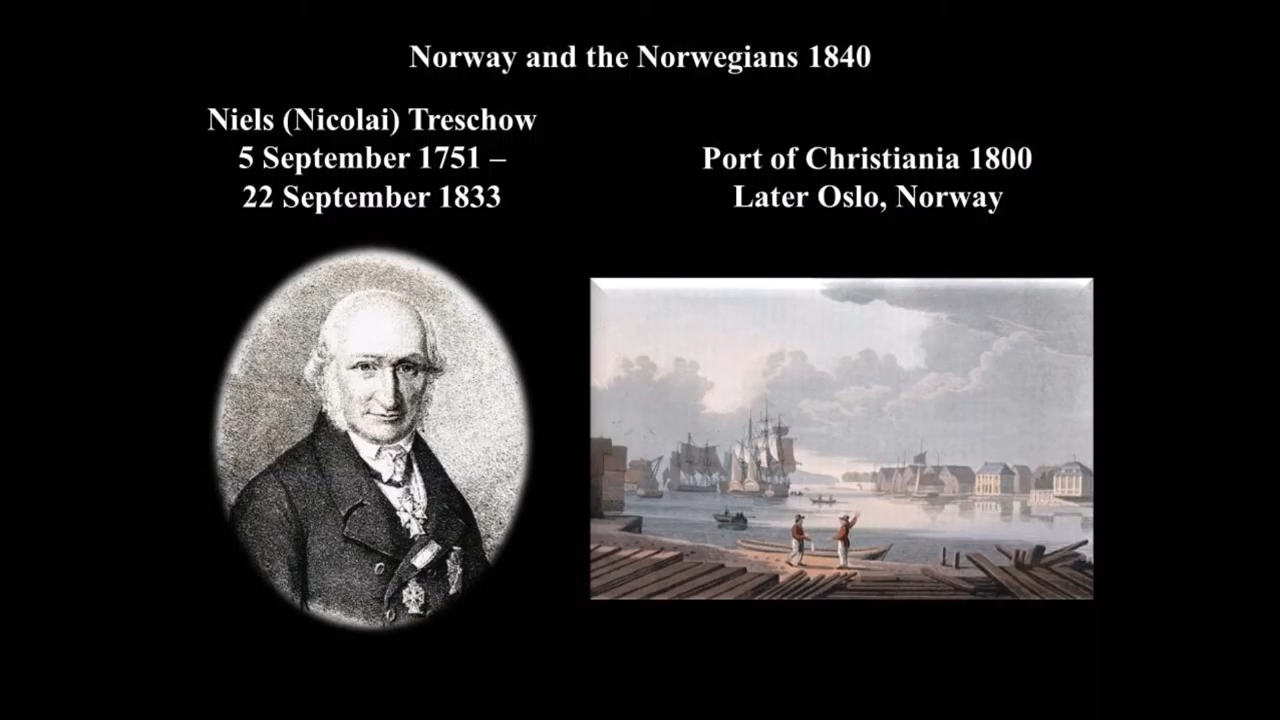 Norway and the Norwegians 1840
Niels (Nicolai) Treschow
5 September 1751 –
22 September 1833
Port of Christiania 1800
Later Oslo, Norway